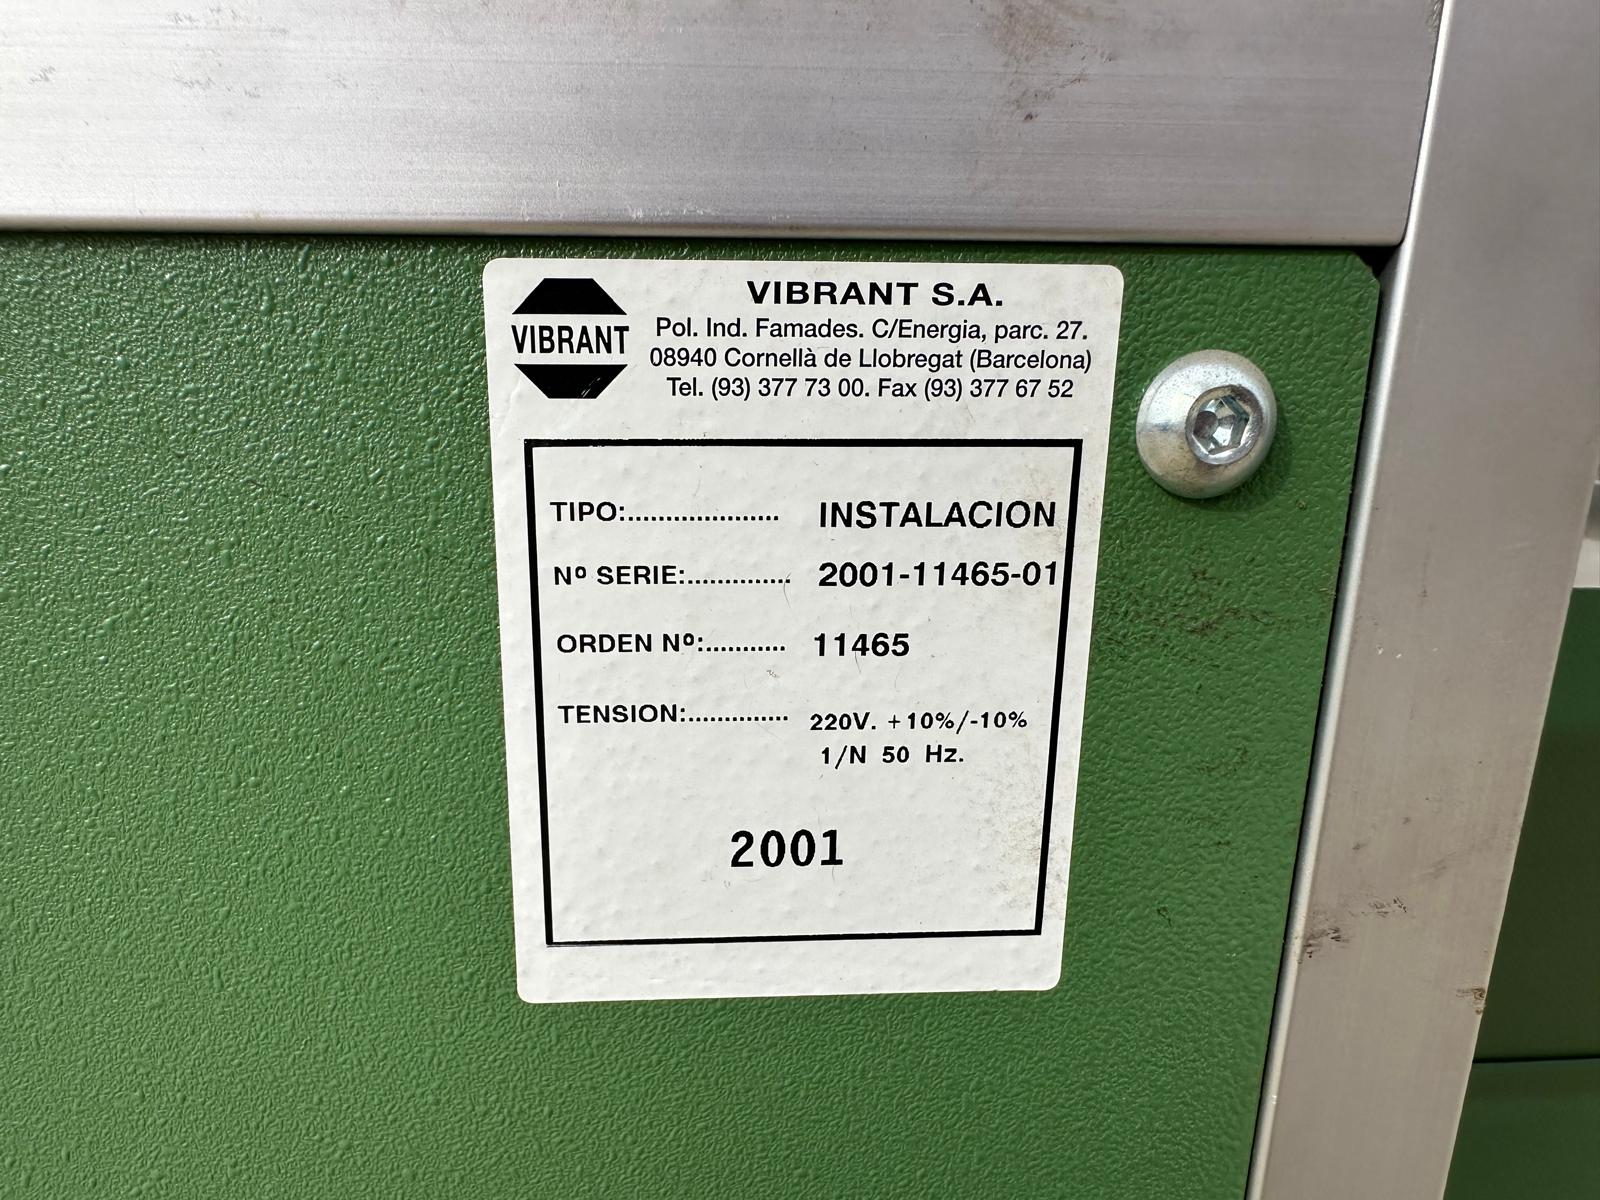 VIBRANT
VIBRANT S.A.
Pol. Ind. Famades. C/Energia, parc. 27.
08940 Cornellà de Llobregat (Barcelona)
Tel. (93) 377 73 00. Fax (93) 377 67 52
TIPO:.................... INSTALACION
Nº SERIE:.............. 2001-11465-01
ORDEN Nº:........... 11465
TENSION:.............. 220V. +10%/-10%
1/N 50 Hz.
2001